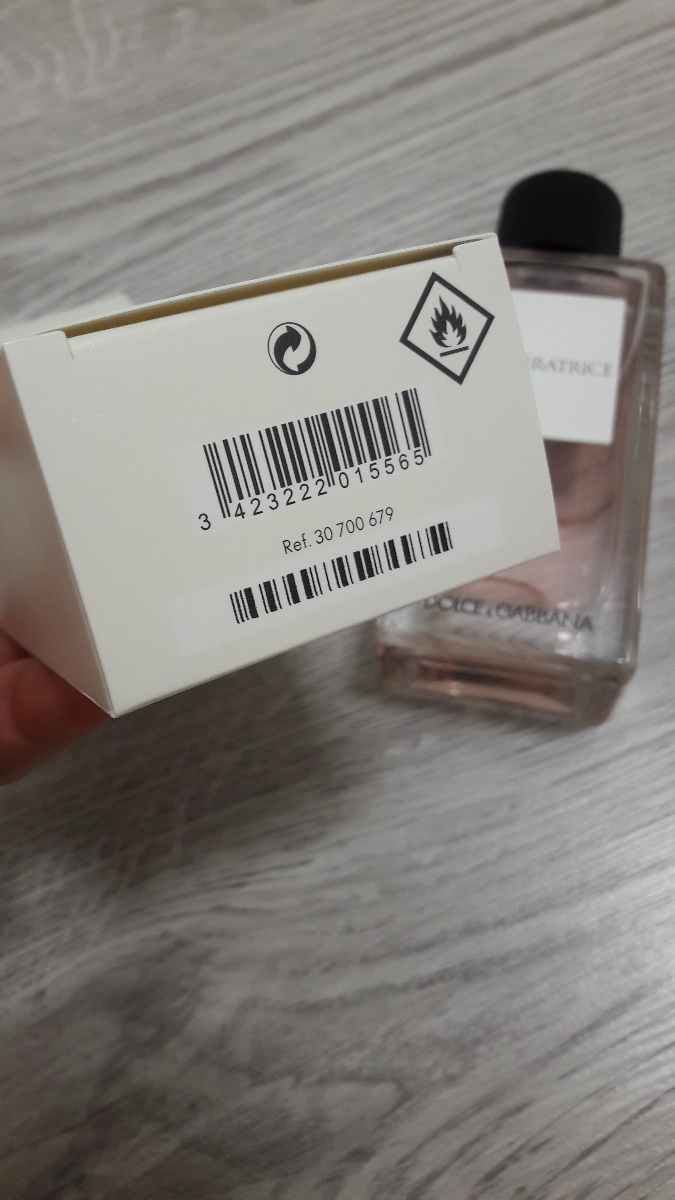 3 423222 015565
Ref. 30 700 679
RATRICE
DOLCE & GABBANA